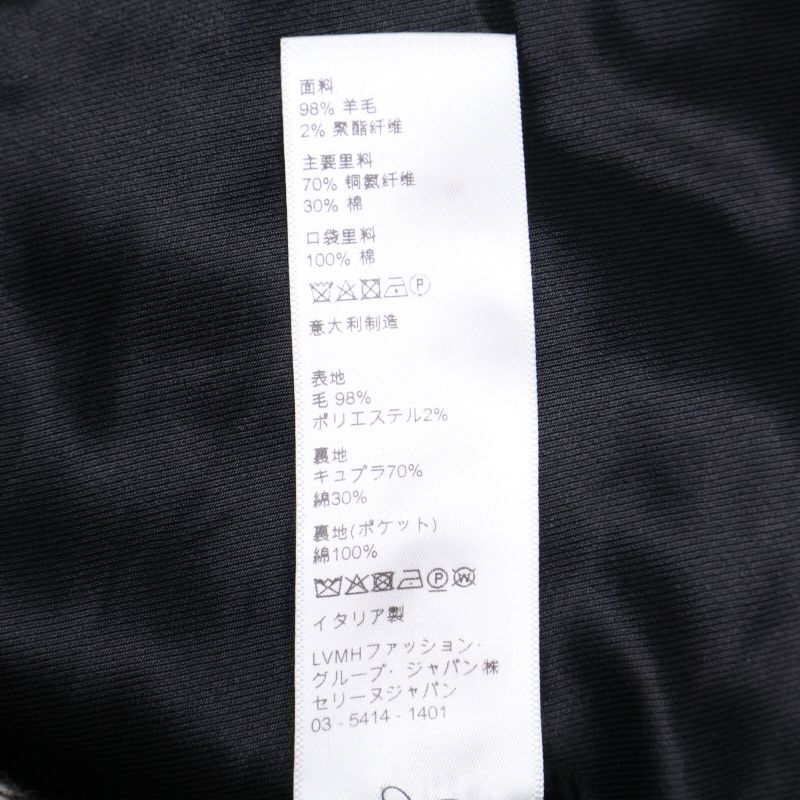 面料
98% 羊毛
2% 聚酯纤维
主要里料:
70% 铜氨纤维
30% 棉
口袋里料
100% 棉
P
意大利制造
表地
毛 98%
ポリエステル2%
裏地
キュプラ70%
綿30%
裏地(ポケット)
綿100%
P W
イタリア製
LVMHファッション・
グループ・ジャパン㈱
セリーヌジャパン
03 - 5414 - 1401